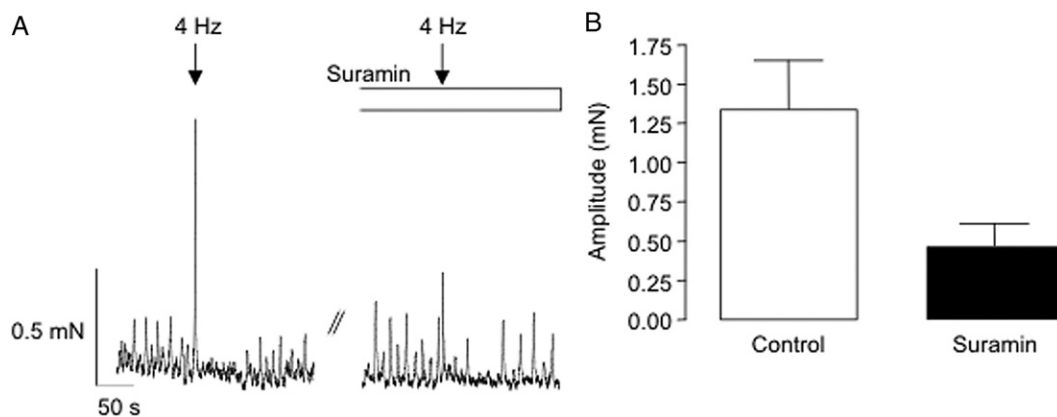 A
4 Hz
4 Hz
Suramin
0.5 mN
50 s
B
Amplitude (mN)
1.75
1.50
1.25
1.00
0.75
0.50
0.25
0.00
Control
Suramin